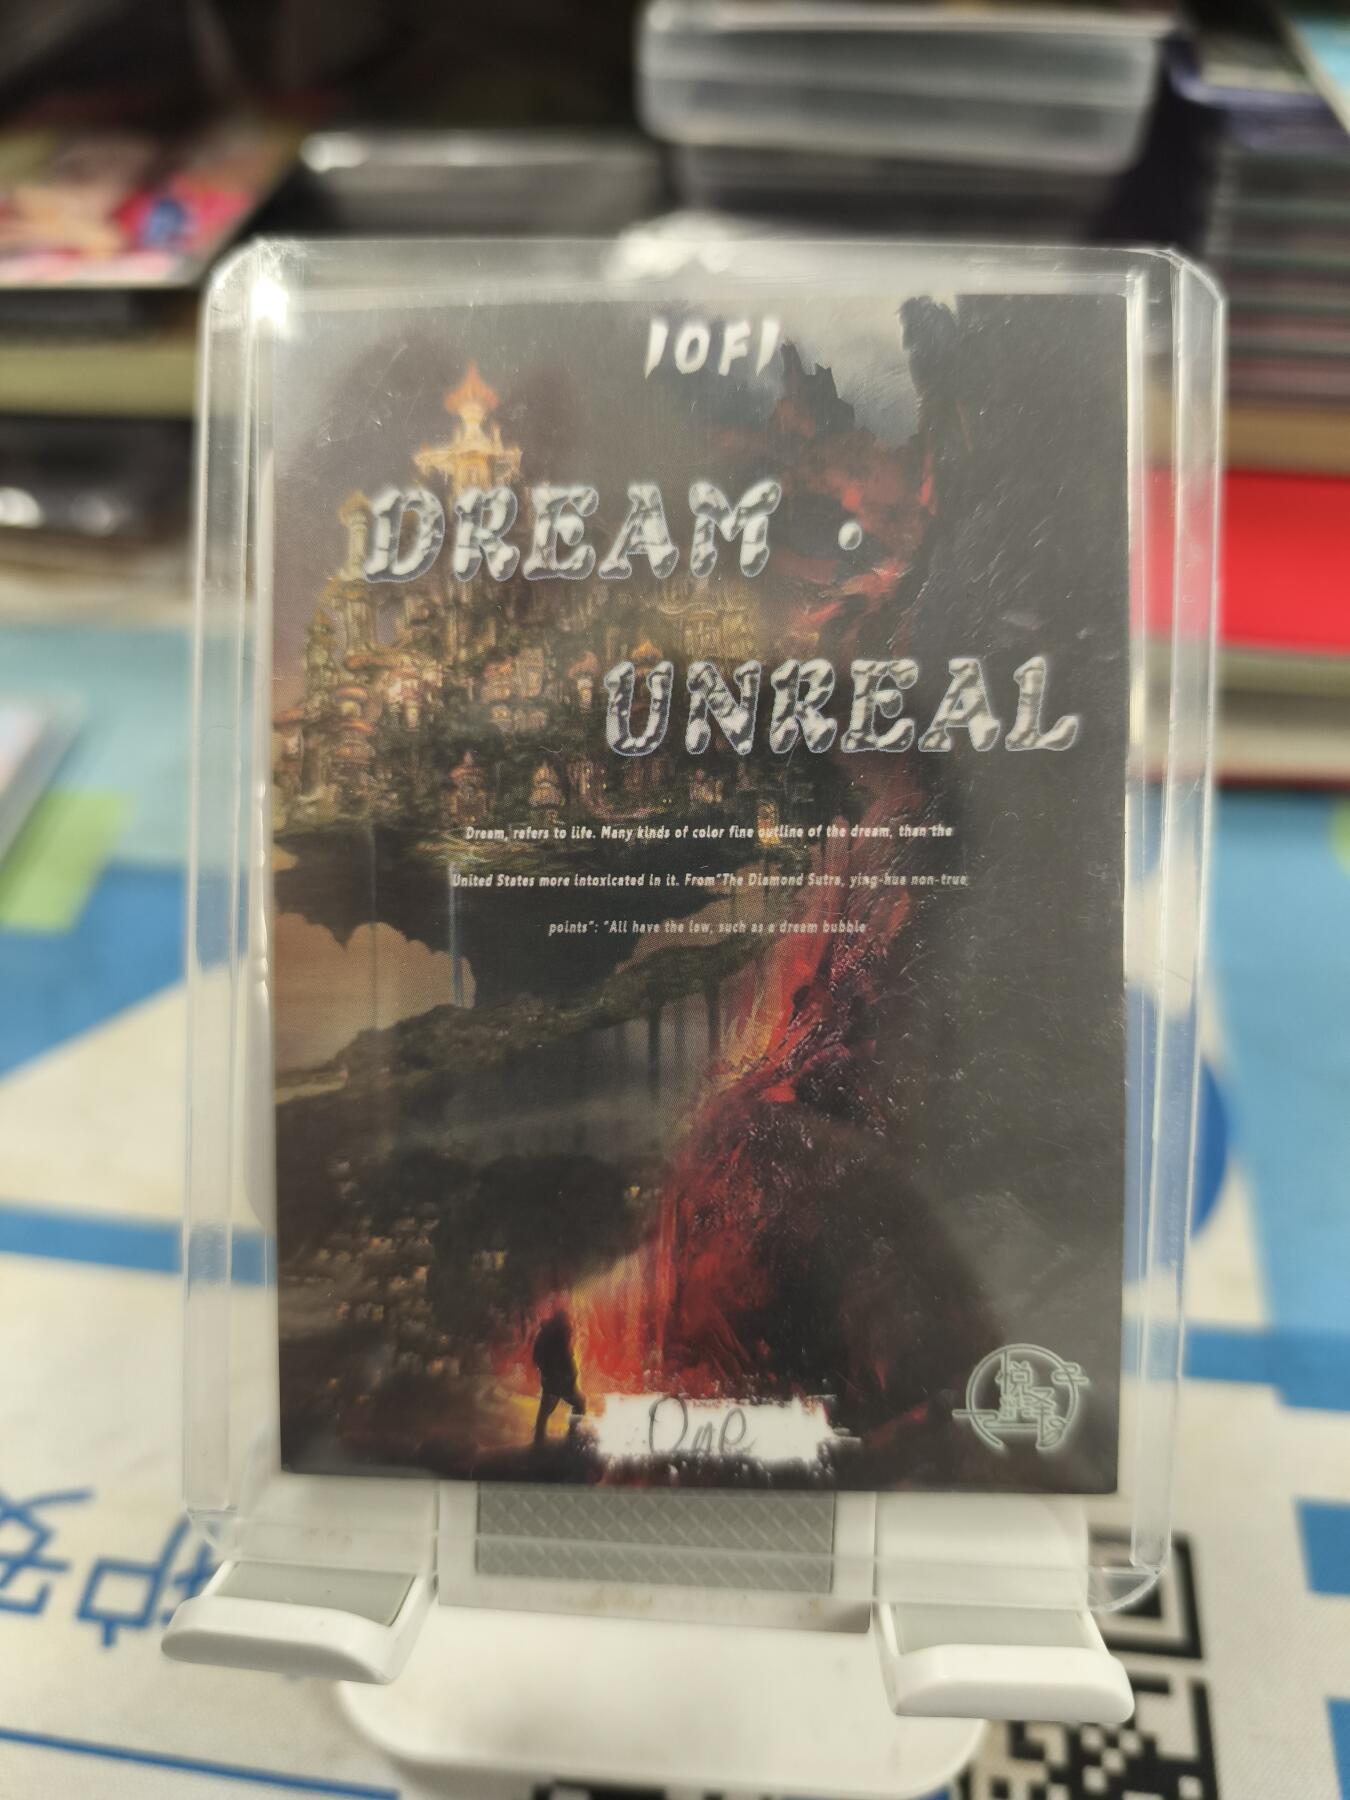 1OF1
DREAM ·
UNREAL
Dream, refers to life. Many kinds of color fine outline of the dream, than the
United States more intoxicated in it. From"The Diamond Sutra, ying-hua non-true
points": "All have the law, such as a dream bubble
One